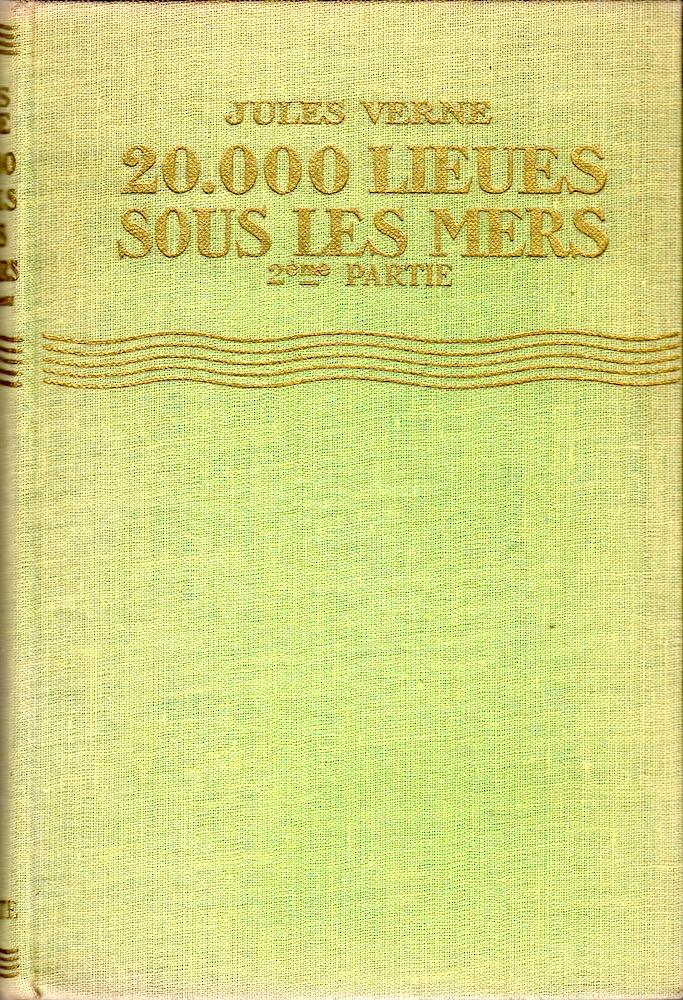 JULES VERNE
20.000 LIEUES
SOUS LES MERS
2ème PARTIE